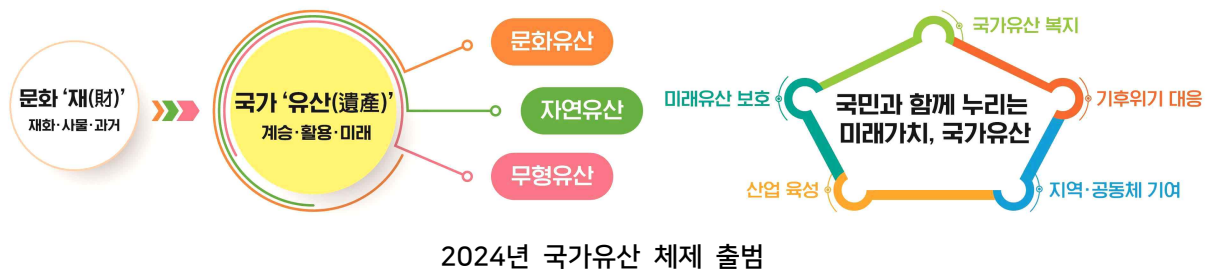 문화 ‘재(財)’
재화·사물·과거
국가 ‘유산(遺產)’
계승·활용·미래
문화유산
자연유산
무형유산
국가유산 복지
미래유산 보호
기후위기 대응
국민과 함께 누리는
미래가치, 국가유산
산업 육성
지역·공동체 기여
2024년 국가유산 체제 출범